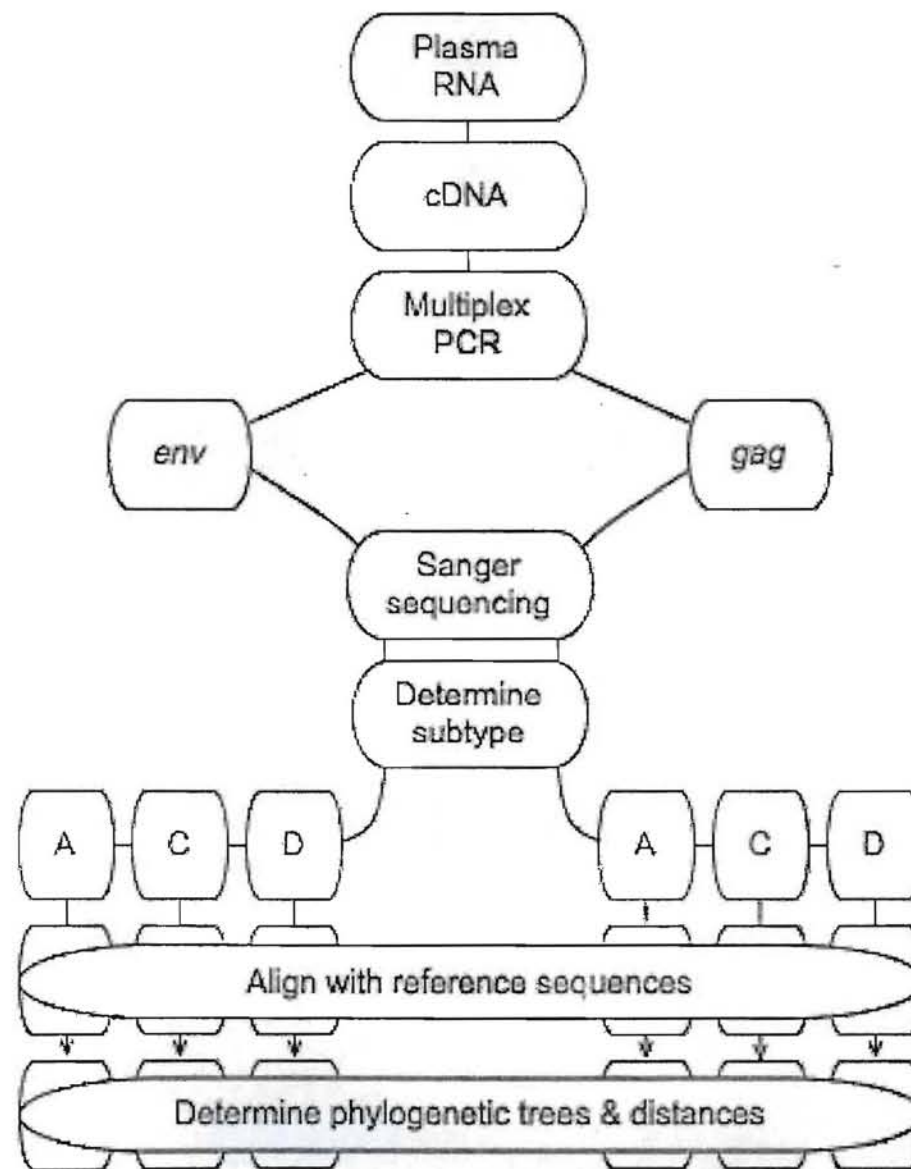 Plasma
RNA
cDNA
Multiplex
PCR
env
gag
Sanger
sequencing
Determine
subtype
A
C
D
A
C
D
Align with reference sequences
Determine phylogenetic trees & distances